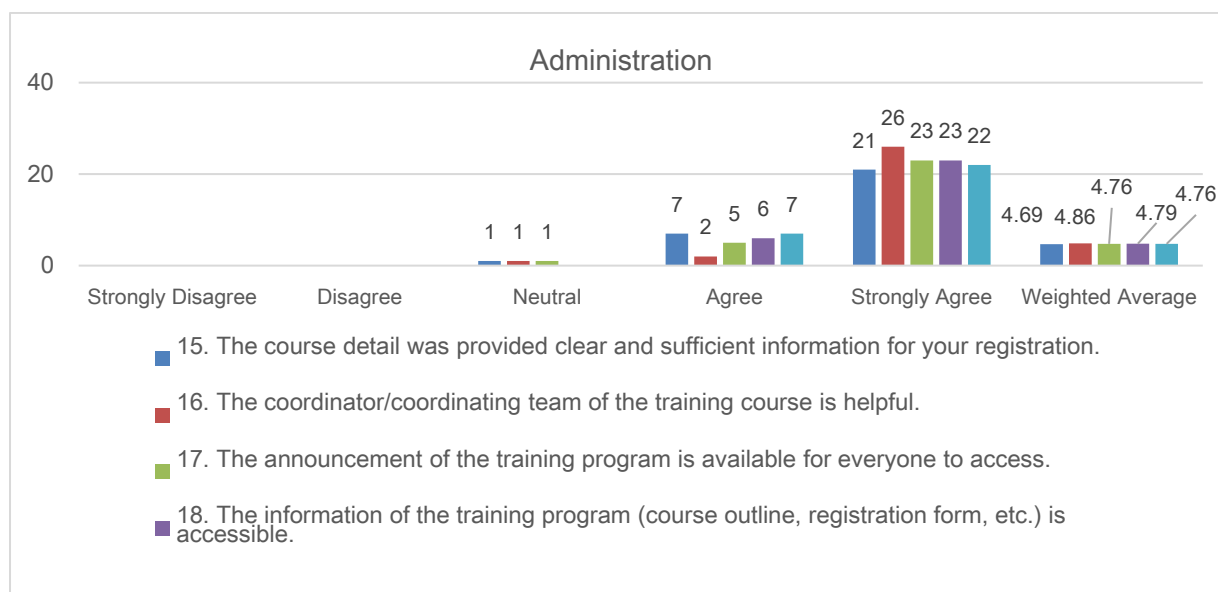 Administration
40
20
0
1 1 1
7 2 5 6 7
21 26 23 23 22
4.69 4.86 4.76 4.79 4.76
Strongly Disagree Disagree Neutral Agree Strongly Agree Weighted Average
15. The course detail was provided clear and sufficient information for your registration.
16. The coordinator/coordinating team of the training course is helpful.
17. The announcement of the training program is available for everyone to access.
18. The information of the training program (course outline, registration form, etc.) is
accessible.